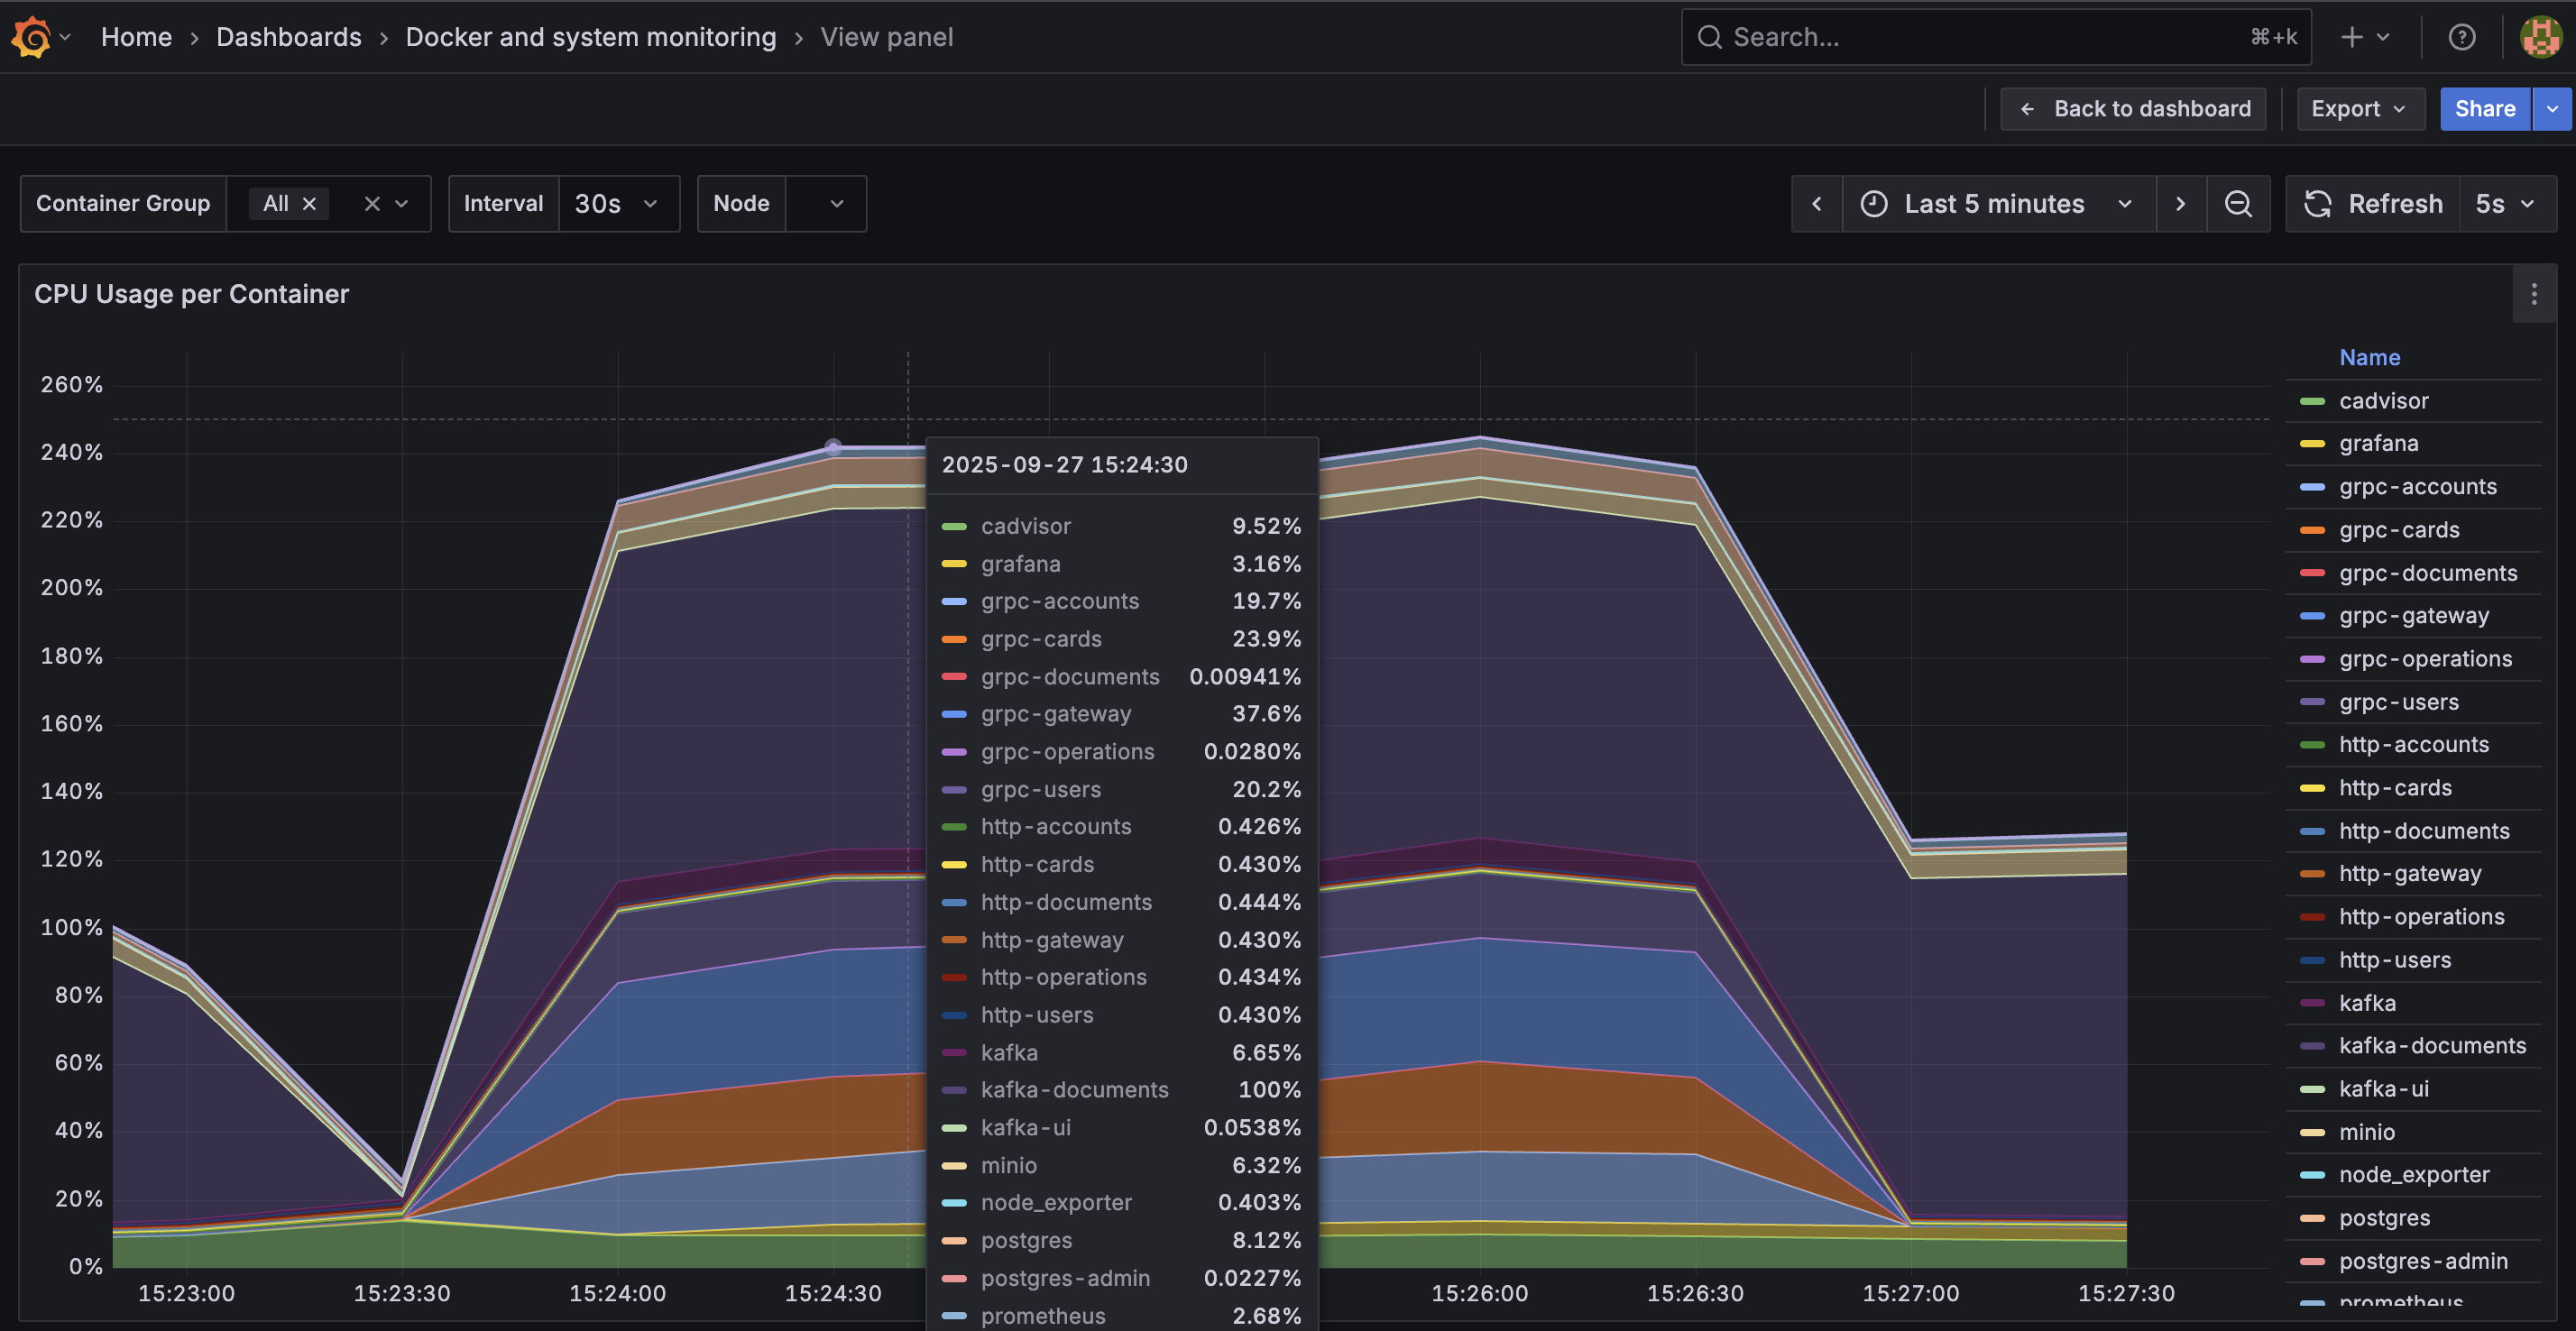 Home › Dashboards › Docker and system monitoring › View panel
Search...
⌘+k
Back to dashboard
Export
Share
Container Group
All
Interval
30s
Node
Last 5 minutes
Refresh
5s
CPU Usage per Container
260%
240%
220%
200%
180%
160%
140%
120%
100%
80%
60%
40%
20%
0%
15:23:00
15:23:30
15:24:00
15:24:30
15:26:00
15:26:30
15:27:00
15:27:30
2025-09-27 15:24:30
cadvisor 9.52%
grafana 3.16%
grpc-accounts 19.7%
grpc-cards 23.9%
grpc-documents 0.00941%
grpc-gateway 37.6%
grpc-operations 0.0280%
grpc-users 20.2%
http-accounts 0.426%
http-cards 0.430%
http-documents 0.444%
http-gateway 0.430%
http-operations 0.434%
http-users 0.430%
kafka 6.65%
kafka-documents 100%
kafka-ui 0.0538%
minio 6.32%
node_exporter 0.403%
postgres 8.12%
postgres-admin 0.0227%
prometheus 2.68%
Name
cadvisor
grafana
grpc-accounts
grpc-cards
grpc-documents
grpc-gateway
grpc-operations
grpc-users
http-accounts
http-cards
http-documents
http-gateway
http-operations
http-users
kafka
kafka-documents
kafka-ui
minio
node_exporter
postgres
postgres-admin
prometheus